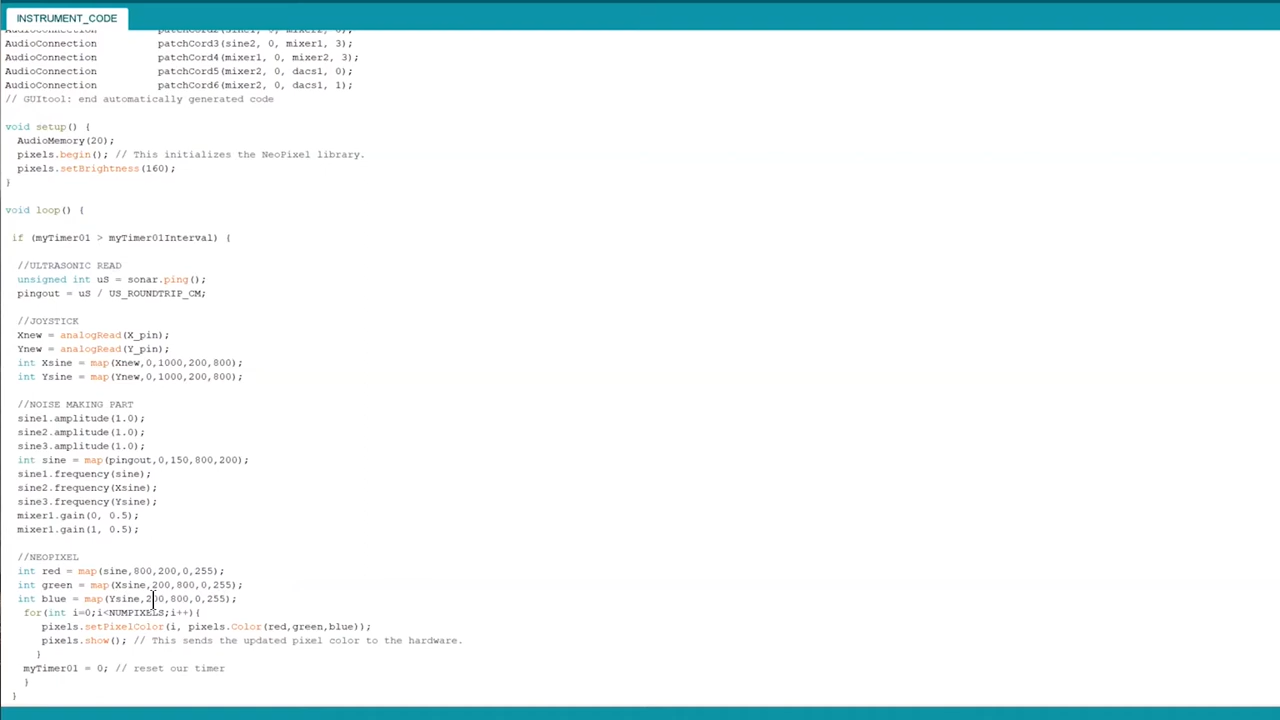 INSTRUMENT_CODE
AudioConnection          patchCord2(sine1, 0, mixer2, 0);
AudioConnection          patchCord3(sine2, 0, mixer1, 3);
AudioConnection          patchCord4(mixer1, 0, mixer2, 3);
AudioConnection          patchCord5(mixer2, 0, dacs1, 0);
AudioConnection          patchCord6(mixer2, 0, dacs1, 1);
// GUItool: end automatically generated code
void setup() {
  AudioMemory(20);
  pixels.begin(); // This initializes the NeoPixel library.
  pixels.setBrightness(160);
}
void loop() {
 if (myTimer01 > myTimer01Interval) {
  //ULTRASONIC READ
  unsigned int uS = sonar.ping();
  pingout = uS / US_ROUNDTRIP_CM;
  //JOYSTICK
  Xnew = analogRead(X_pin);
  Ynew = analogRead(Y_pin);
  int Xsine = map(Xnew,0,1000,200,800);
  int Ysine = map(Ynew,0,1000,200,800);
  //NOISE MAKING PART
  sine1.amplitude(1.0);
  sine2.amplitude(1.0);
  sine3.amplitude(1.0);
  int sine = map(pingout,0,150,800,200);
  sine1.frequency(sine);
  sine2.frequency(Xsine);
  sine3.frequency(Ysine);
  mixer1.gain(0, 0.5);
  mixer1.gain(1, 0.5);
  //NEOPIXEL
  int red = map(sine,800,200,0,255);
  int green = map(Xsine,200,800,0,255);
  int blue = map(Ysine,200,800,0,255);
   for(int i=0;i<NUMPIXELS;i++){
      pixels.setPixelColor(i, pixels.Color(red,green,blue));
      pixels.show(); // This sends the updated pixel color to the hardware.
     }
   myTimer01 = 0; // reset our timer
   }
 }